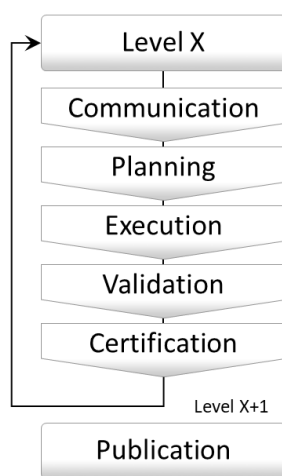 Level X
Communication
Planning
Execution
Validation
Certification
Level X+1
Publication